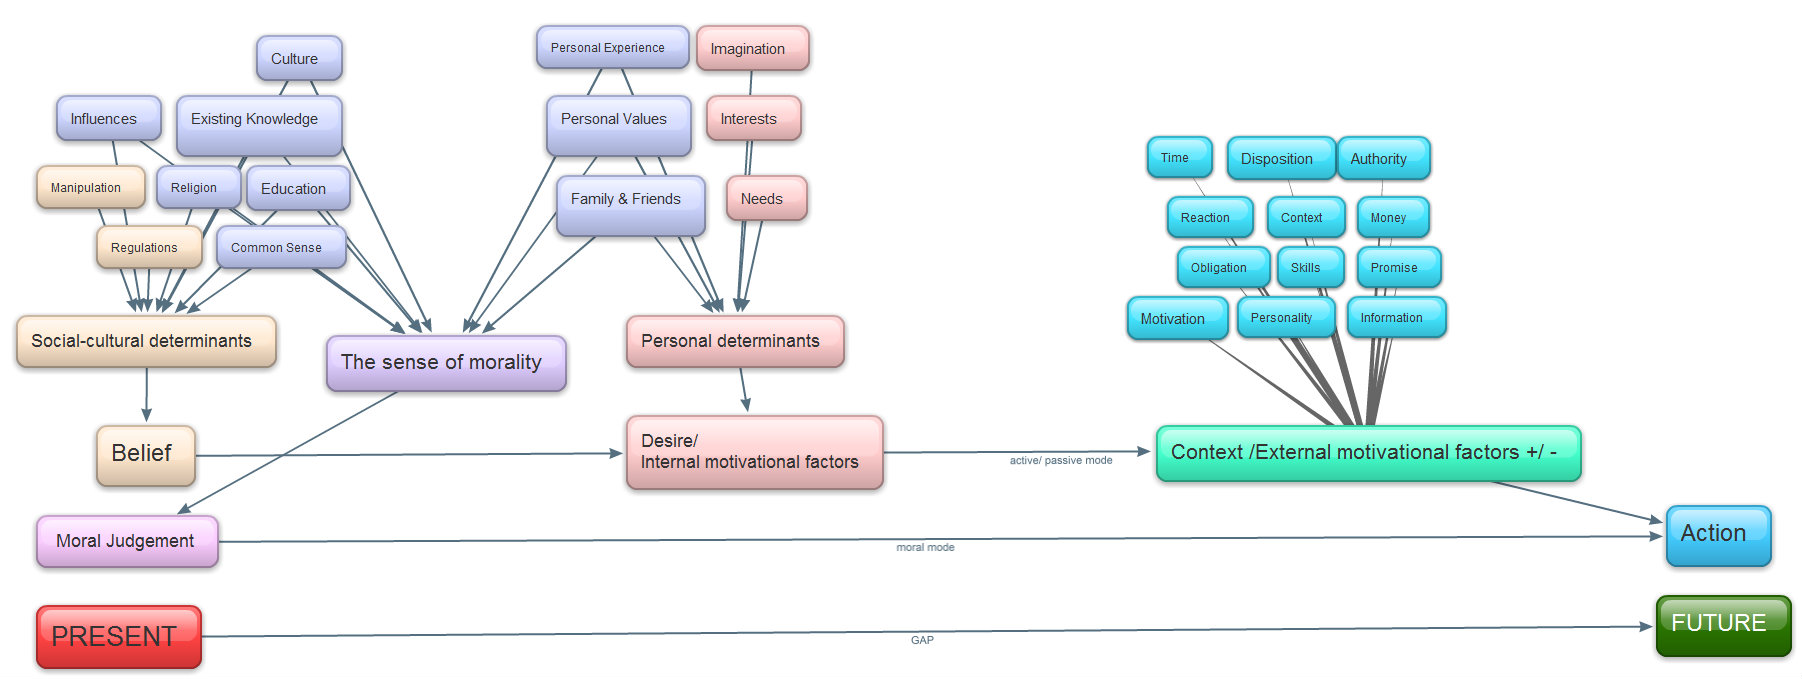 Culture
Personal Experience
Imagination
Influences
Existing Knowledge
Personal Values
Interests
Time
Disposition
Authority
Manipulation
Religion
Education
Family & Friends
Needs
Reaction
Context
Money
Regulations
Common Sense
Obligation
Skills
Promise
Motivation
Personality
Information
Social-cultural determinants
The sense of morality
Personal determinants
Belief
Desire/
Internal motivational factors
active/ passive mode
Context /External motivational factors +/ -
Moral Judgement
moral mode
Action
PRESENT
GAP
FUTURE